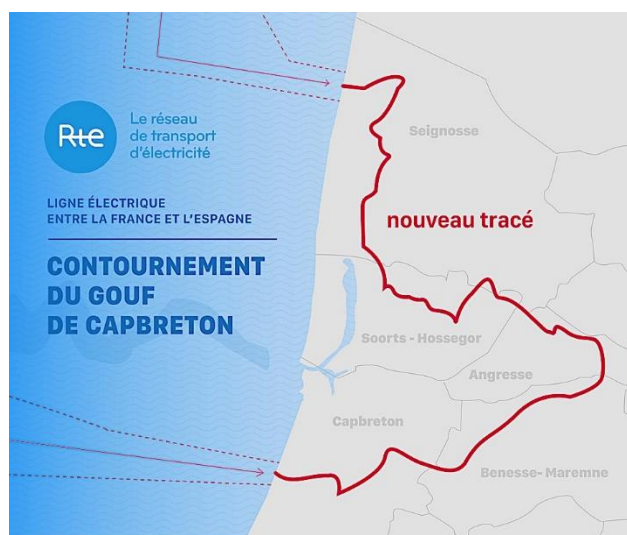 Rte
Le réseau
de transport
d'électricité
LIGNE ÉLECTRIQUE
ENTRE LA FRANCE ET L'ESPAGNE
CONTOURNEMENT
DU GOUF
DE CAPBRETON
Seignosse
nouveau tracé
Soorts - Hossegor
Angresse
Capbreton
Benesse-Maremne